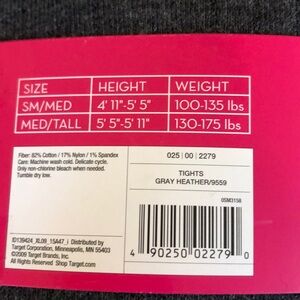 SIZE HEIGHT WEIGHT
SM/MED 4' 11"-5' 5" 100-135 lbs
MED/TALL 5' 5"-5' 11" 130-175 lbs
Fiber: 82% Cotton / 17% Nylon / 1% Spandex
Care: Machine wash cold. Delicate cycle.
Only non-chlorine bleach when needed.
Tumble dry low.
ID139424_XL09_15447_i Distributed by
Target Corporation, Minneapolis, MN 55403
©2009 Target Brands, Inc.
All Rights Reserved Shop Target.com
025 | 00 | 2279
TIGHTS
GRAY HEATHER/9559
05M3158
4 90250 02279 0